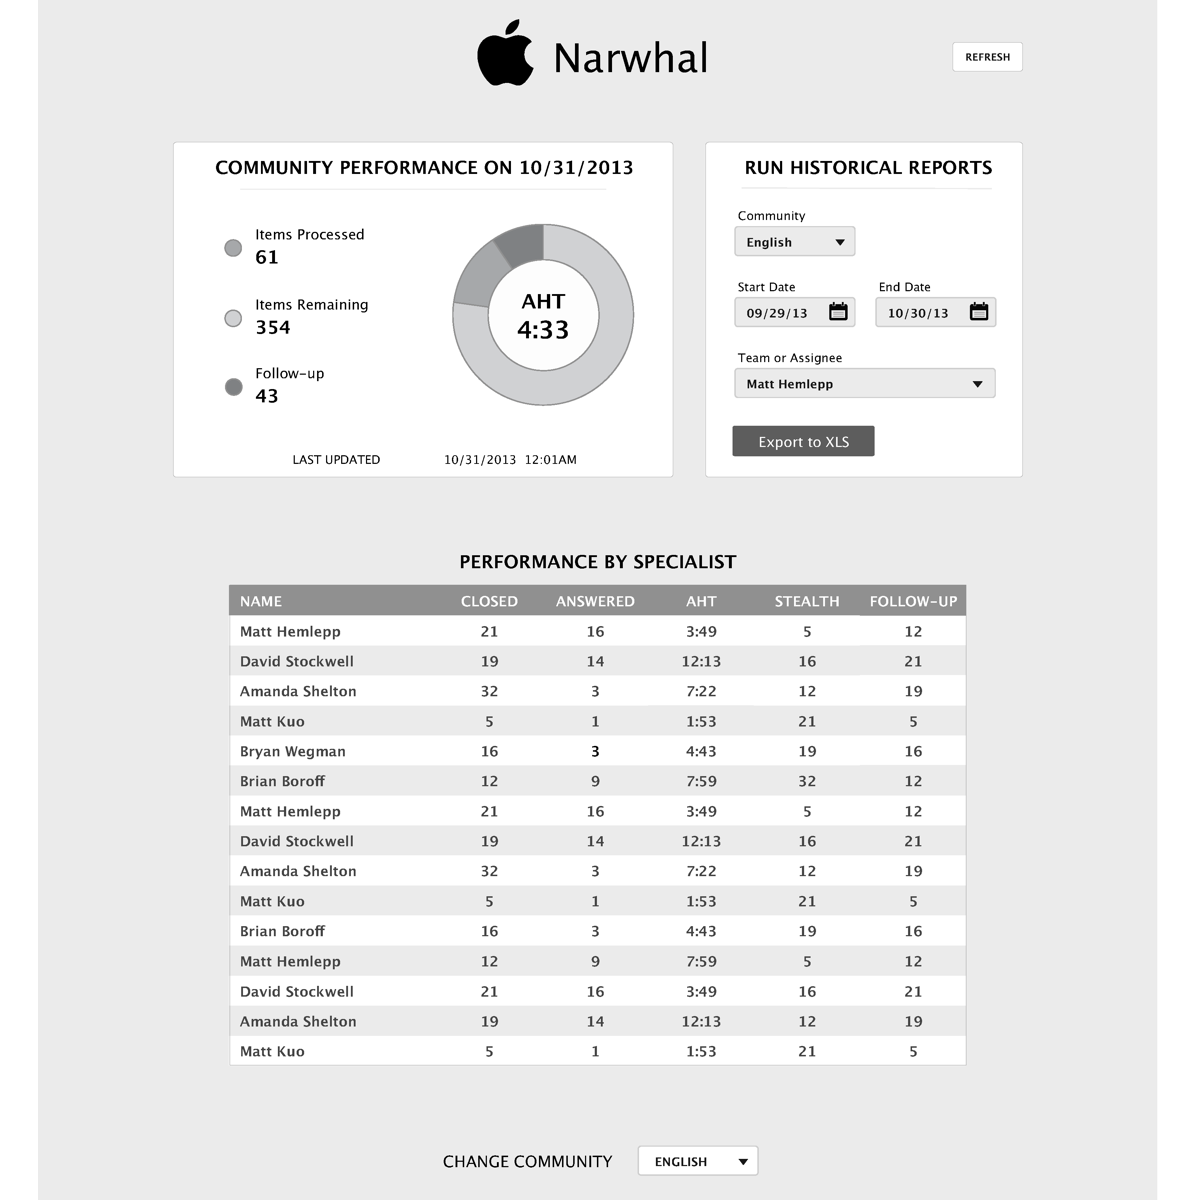 Narwhal
REFRESH
COMMUNITY PERFORMANCE ON 10/31/2013
Items Processed
61
Items Remaining
354
Follow-up
43
AHT
4:33
LAST UPDATED 10/31/2013 12:01AM
RUN HISTORICAL REPORTS
Community
English
Start Date End Date
09/29/13 10/30/13
Team or Assignee
Matt Hemlepp
Export to XLS
PERFORMANCE BY SPECIALIST
NAME CLOSED ANSWERED AHT STEALTH FOLLOW-UP
Matt Hemlepp 21 16 3:49 5 12
David Stockwell 19 14 12:13 16 21
Amanda Shelton 32 3 7:22 12 19
Matt Kuo 5 1 1:53 21 5
Bryan Wegman 16 3 4:43 19 16
Brian Boroff 12 9 7:59 32 12
Matt Hemlepp 21 16 3:49 5 12
David Stockwell 19 14 12:13 16 21
Amanda Shelton 32 3 7:22 12 19
Matt Kuo 5 1 1:53 21 5
Brian Boroff 16 3 4:43 19 16
Matt Hemlepp 12 9 7:59 5 12
David Stockwell 21 16 3:49 16 21
Amanda Shelton 19 14 12:13 12 19
Matt Kuo 5 1 1:53 21 5
CHANGE COMMUNITY ENGLISH